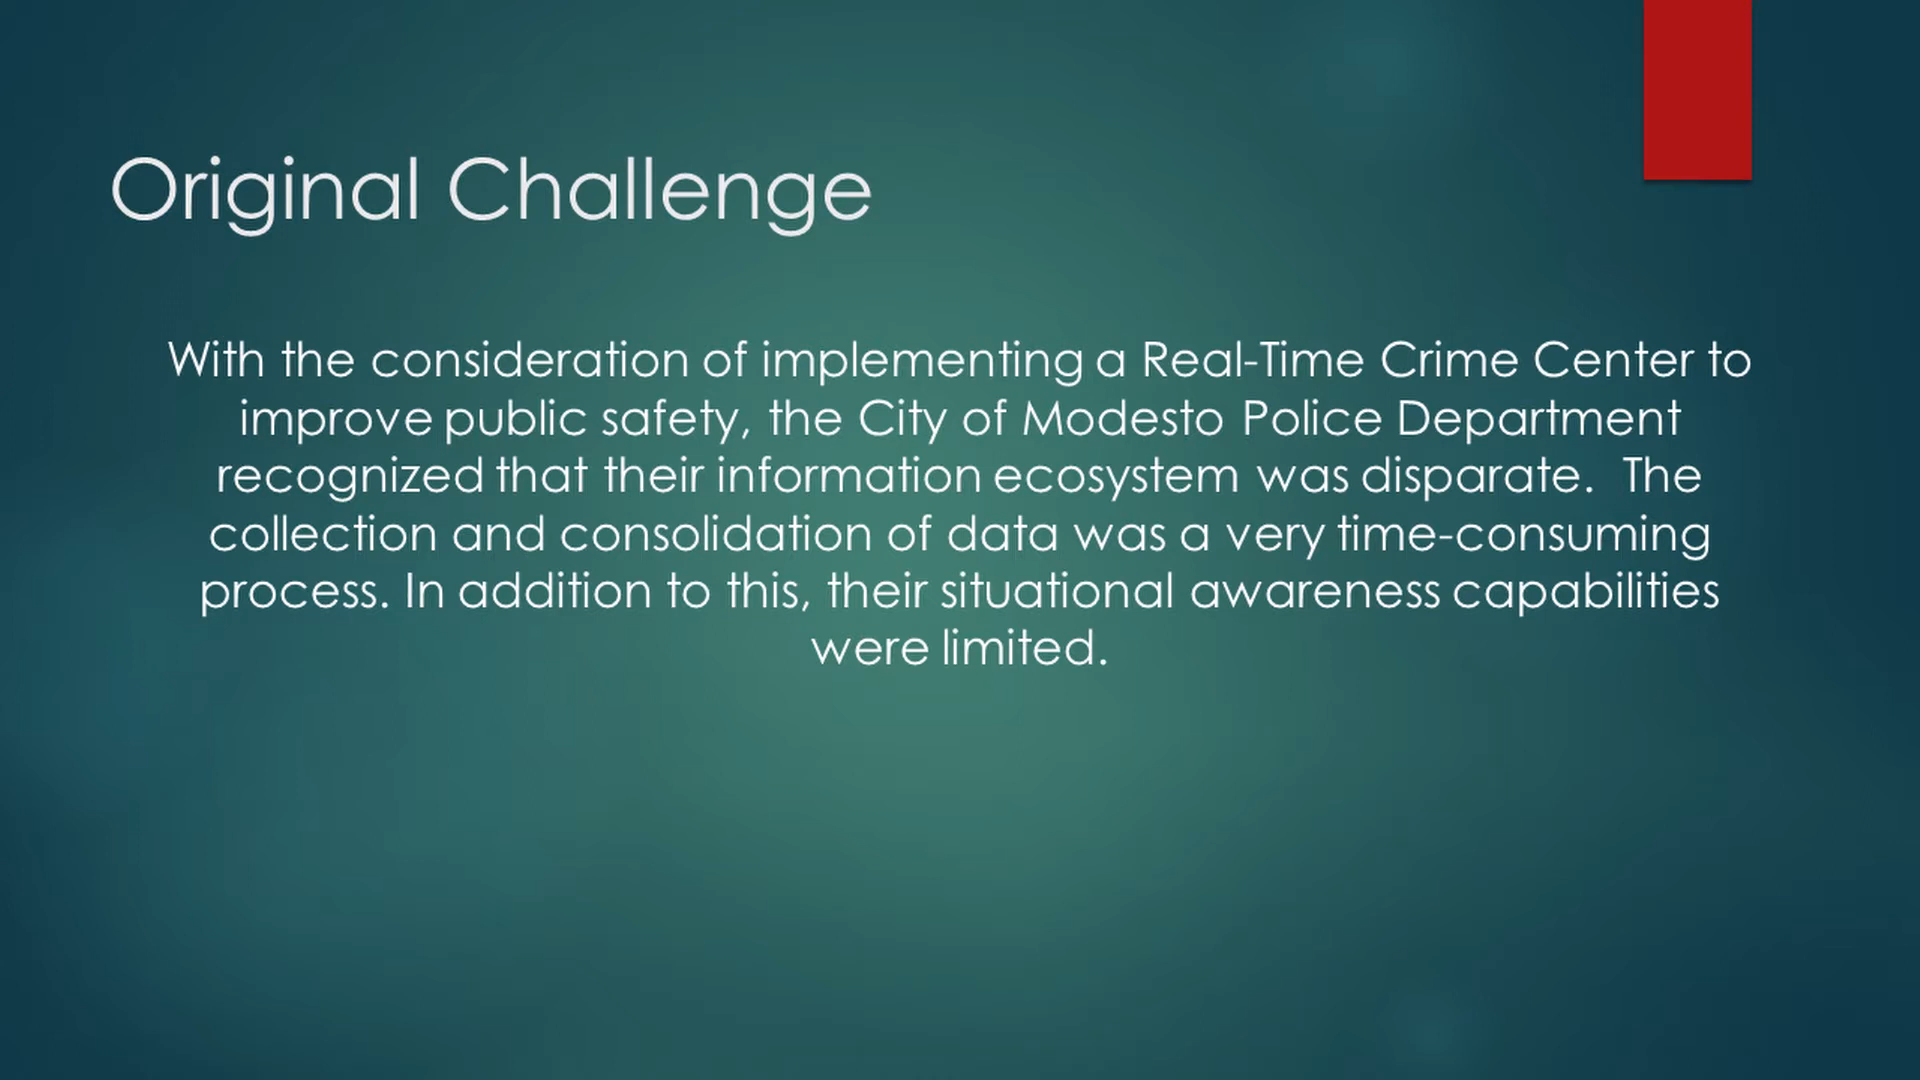 Original Challenge
With the consideration of implementing a Real-Time Crime Center to
improve public safety, the City of Modesto Police Department
recognized that their information ecosystem was disparate.  The
collection and consolidation of data was a very time-consuming
process. In addition to this, their situational awareness capabilities
were limited.